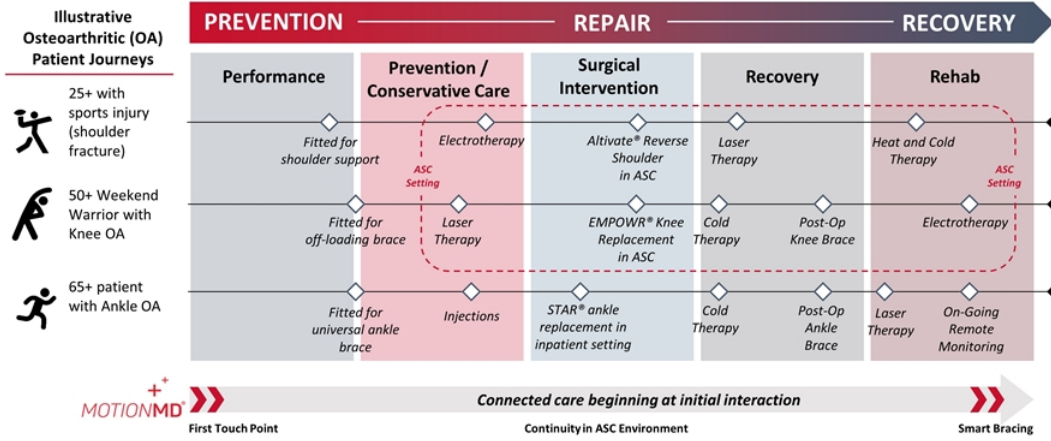 Illustrative
Osteoarthritic (OA)
Patient Journeys
PREVENTION
REPAIR
RECOVERY
Performance
Prevention /
Conservative Care
Surgical
Intervention
Recovery
Rehab
25+ with
sports injury
(shoulder
fracture)
Fitted for
shoulder support
Electrotherapy
Altivate® Reverse
Shoulder
in ASC
Laser
Therapy
Heat and Cold
Therapy
ASC
Setting
ASC
Setting
50+ Weekend
Warrior with
Knee OA
Fitted for
off-loading brace
Laser
Therapy
EMPOWR® Knee
Replacement
in ASC
Cold
Therapy
Post-Op
Knee Brace
Electrotherapy
65+ patient
with Ankle OA
Fitted for
universal ankle
brace
Injections
STAR® ankle
replacement in
inpatient setting
Cold
Therapy
Post-Op
Ankle
Brace
Laser
Therapy
On-Going
Remote
Monitoring
MOTIONMD®
Connected care beginning at initial interaction
First Touch Point
Continuity in ASC Environment
Smart Bracing